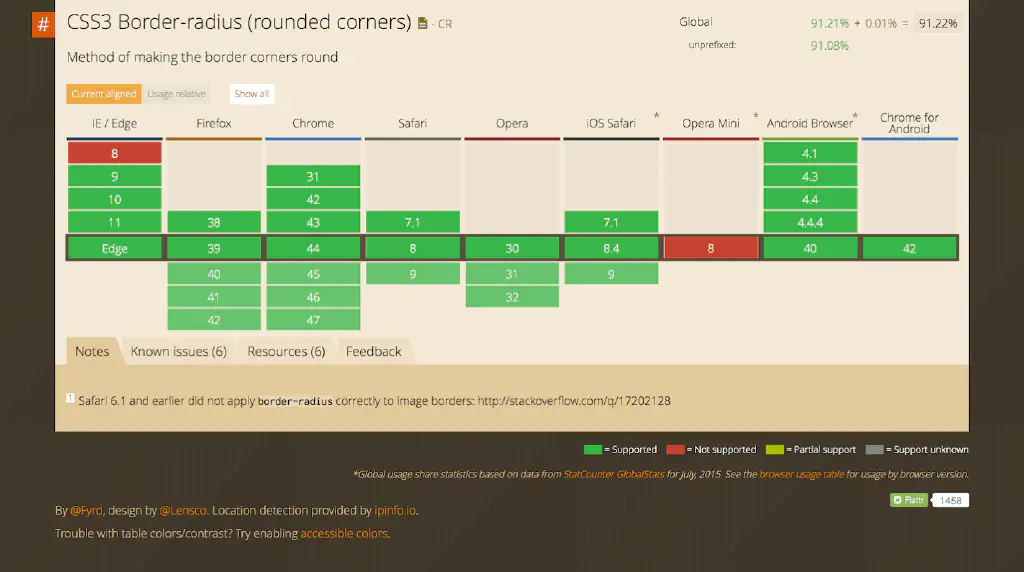 # CSS3 Border-radius (rounded corners) - CR
Global 91.21% + 0.01% = 91.22%
unprefixed: 91.08%
Method of making the border corners round
Current aligned Usage relative Show all
IE / Edge Firefox Chrome Safari Opera iOS Safari * Opera Mini * Android Browser * Chrome for Android
8 4.1
9 31 4.3
10 42 4.4
11 38 43 7.1 7.1 4.4.4
Edge 39 44 8 30 8.4 8 40 42
40 45 9 31 9
41 46 32
42 47
Notes Known issues (6) Resources (6) Feedback
1 Safari 6.1 and earlier did not apply border-radius correctly to image borders: http://stackoverflow.com/q/17202128
= Supported = Not supported = Partial support = Support unknown
*Global usage share statistics based on data from StatCounter GlobalStats for July, 2015. See the browser usage table for usage by browser version.
Flattr 1458
By @Fyrd, design by @Lensco. Location detection provided by ipinfo.io.
Trouble with table colors/contrast? Try enabling accessible colors.